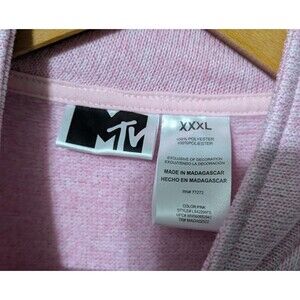 MTV
XXXL
100% POLYESTER
100%POLIESTER
EXCLUSIVE OF DECORATION
EXCLUYENDO LA DECORACIÓN
MADE IN MADAGASCAR
HECHO EN MADAGASCAR
COLOR:PINK